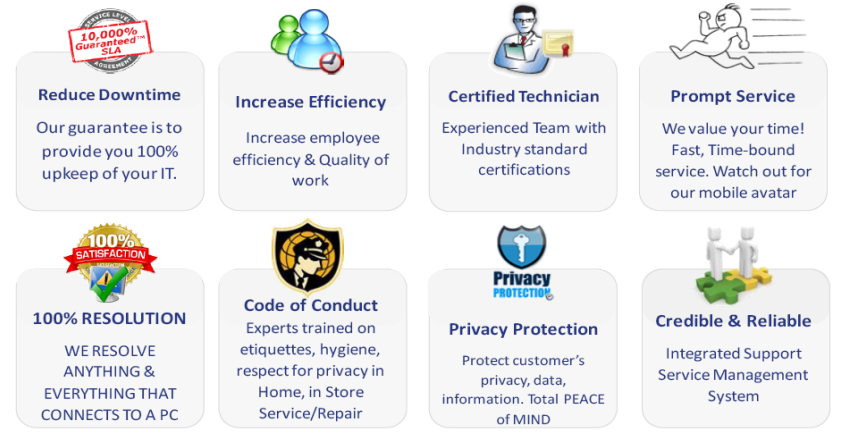 SERVICE LEVEL
10,000%
Guaranteed™
SLA
AGREEMENT
Reduce Downtime
Our guarantee is to
provide you 100%
upkeep of your IT.
Increase Efficiency
Increase employee
efficiency & Quality of
work
Certified Technician
Experienced Team with
Industry standard
certifications
Prompt Service
We value your time!
Fast, Time-bound
service. Watch out for
our mobile avatar
100%
SATISFACTION
100% RESOLUTION
WE RESOLVE
ANYTHING &
EVERYTHING THAT
CONNECTS TO A PC
Code of Conduct
Experts trained on
etiquettes, hygiene,
respect for privacy in
Home, in Store
Service/Repair
Privacy
PROTECTION
Privacy Protection
Protect customer's
privacy, data,
information. Total PEACE
of MIND
Credible & Reliable
Integrated Support
Service Management
System